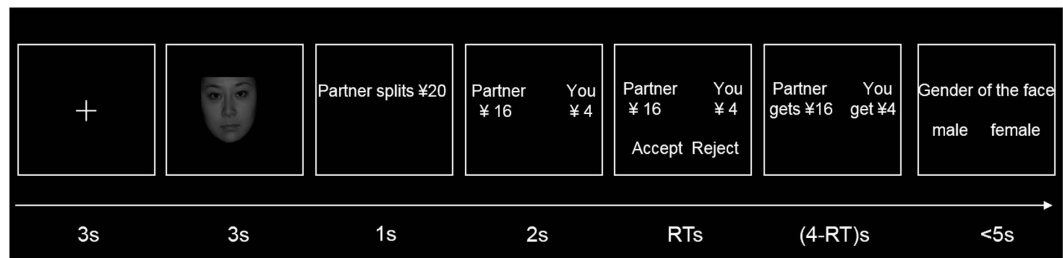 Partner splits ¥20
Partner You
¥ 16 ¥ 4
Partner You
¥ 16 ¥ 4
Accept Reject
Partner You
gets ¥16 get ¥4
Gender of the face
male female
3s 3s 1s 2s RTs (4-RT)s <5s